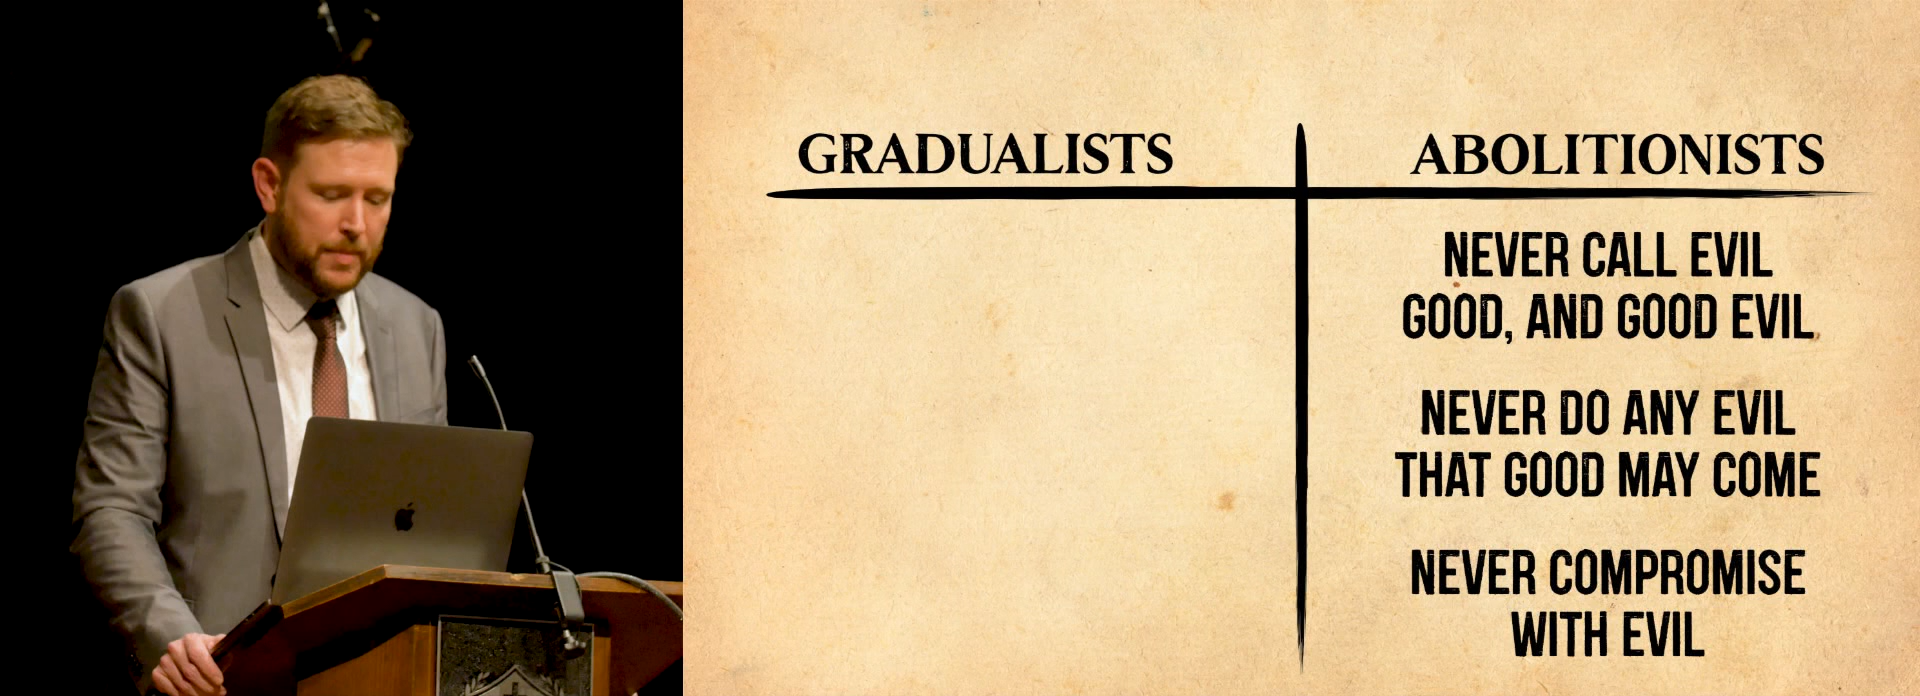 GRADUALISTS
ABOLITIONISTS
NEVER CALL EVIL
GOOD, AND GOOD EVIL
NEVER DO ANY EVIL
THAT GOOD MAY COME
NEVER COMPROMISE
WITH EVIL